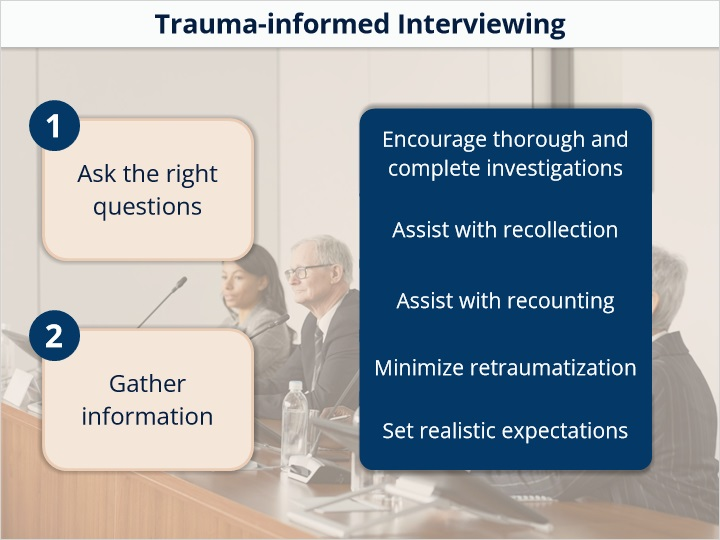 Trauma-informed Interviewing
1
Ask the right
questions
2
Gather
information
Encourage thorough and
complete investigations
Assist with recollection
Assist with recounting
Minimize retraumatization
Set realistic expectations